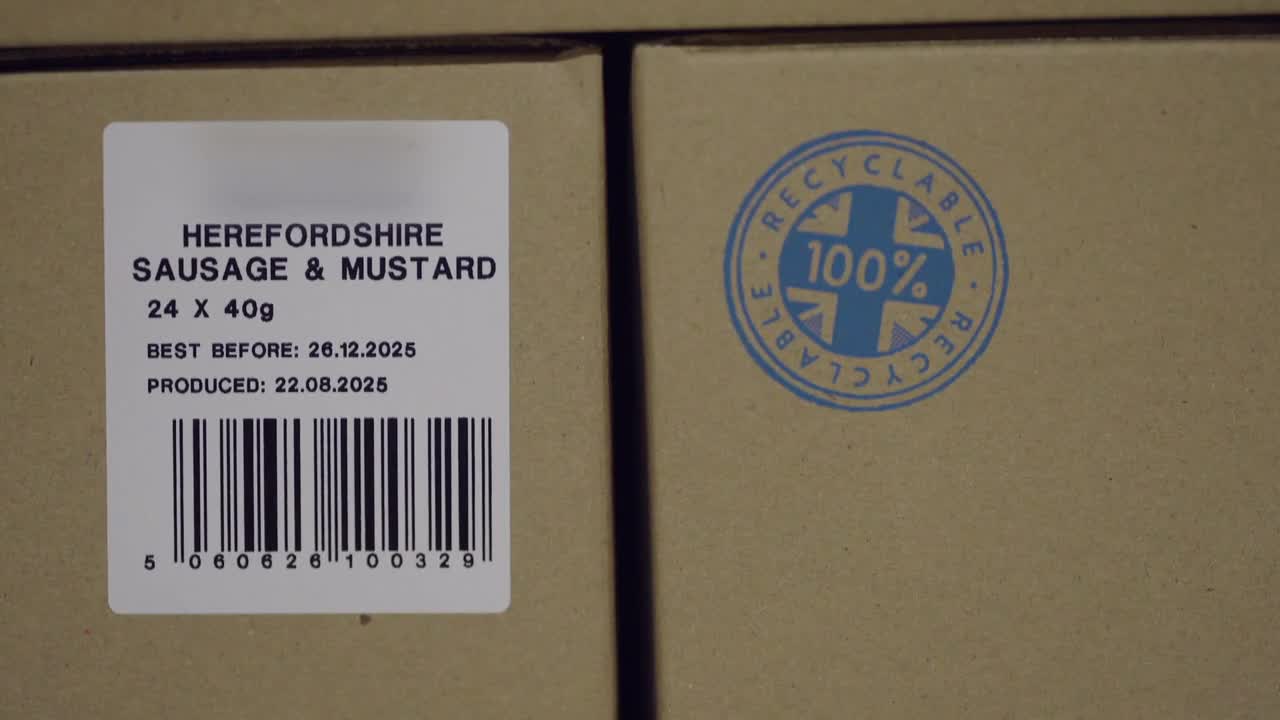 HEREFORDSHIRE
SAUSAGE & MUSTARD
24 X 40g
BEST BEFORE: 26.12.2025
PRODUCED: 22.08.2025
5 060626 100329
RECYCLABLE · RECYCLABLE ·
100%